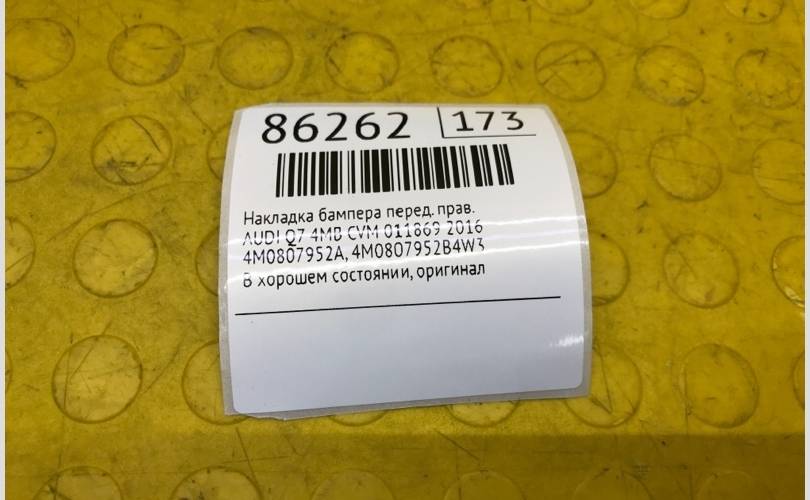 86262 173
Накладка бампера перед. прав.
AUDI Q7 4MB CVM 011869 2016
4M0807952A, 4M0807952B4W3
В хорошем состоянии, оригинал